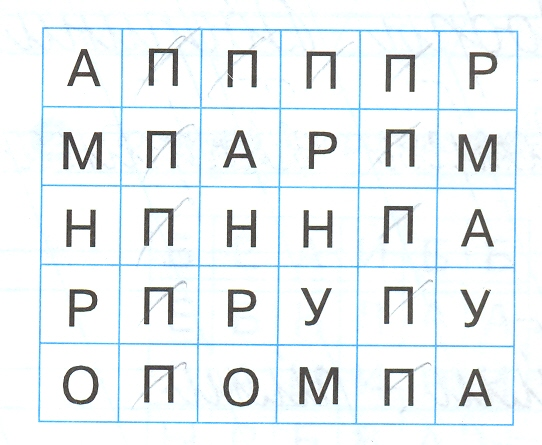 А П П П П Р
М П А Р П М
Н П Н Н П А
Р П Р У П У
О П О М П А